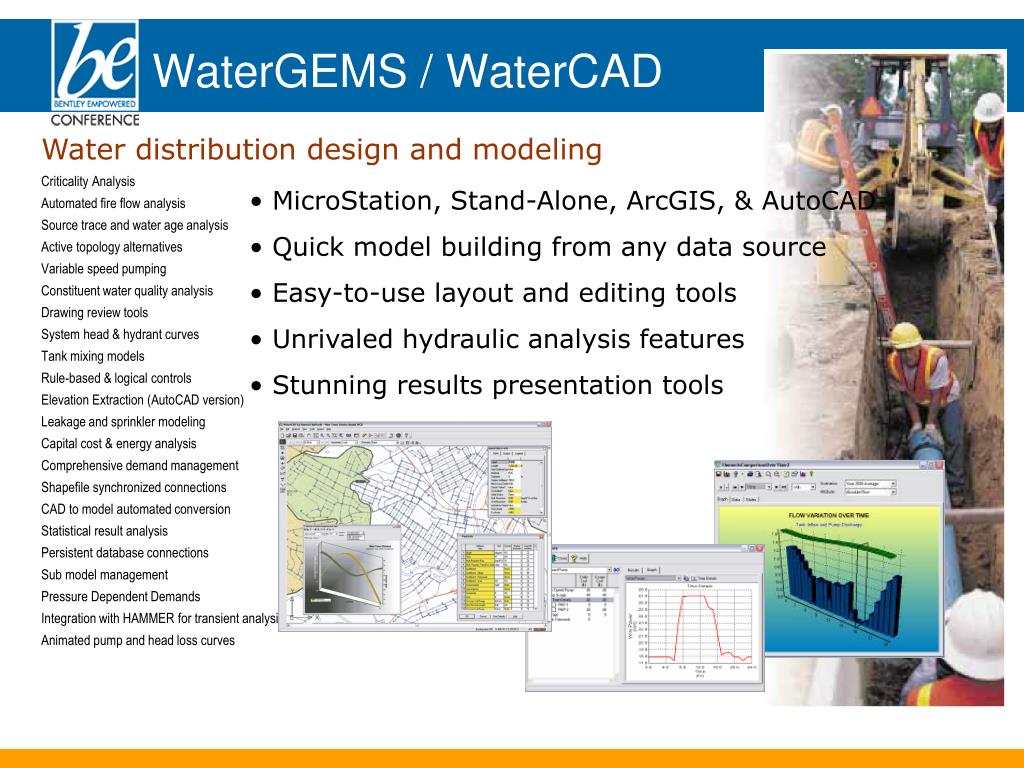 be
BENTLEY EMPOWERED
CONFERENCE
WaterGEMS / WaterCAD
Water distribution design and modeling
Criticality Analysis
Automated fire flow analysis
Source trace and water age analysis
Active topology alternatives
Variable speed pumping
Constituent water quality analysis
Drawing review tools
System head & hydrant curves
Tank mixing models
Rule-based & logical controls
Elevation Extraction (AutoCAD version)
Leakage and sprinkler modeling
Capital cost & energy analysis
Comprehensive demand management
Shapefile synchronized connections
CAD to model automated conversion
Statistical result analysis
Persistent database connections
Sub model management
Pressure Dependent Demands
Integration with HAMMER for transient analysi
Animated pump and head loss curves
• MicroStation, Stand-Alone, ArcGIS, & AutoCAD
• Quick model building from any data source
• Easy-to-use layout and editing tools
• Unrivaled hydraulic analysis features
• Stunning results presentation tools
FLOW VARIATION OVER TIME
Tank Inflow and Pump Discharge